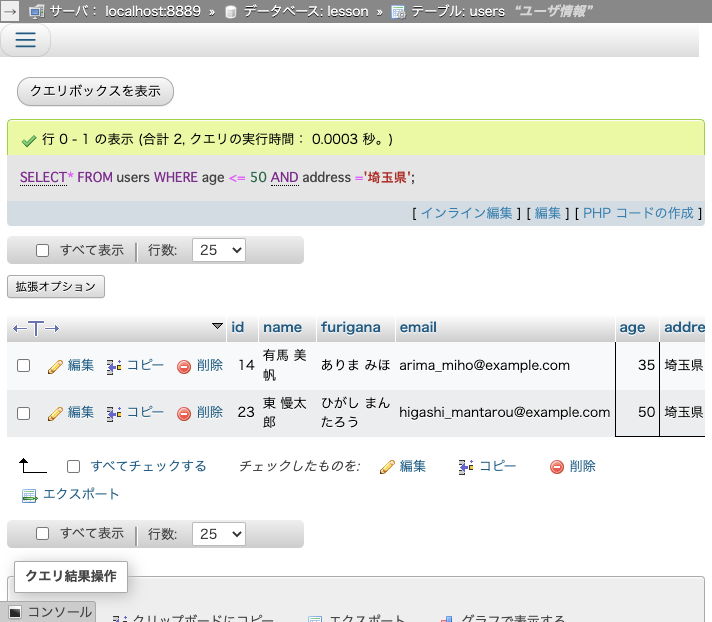 サーバ： localhost:8889 » データベース: lesson » テーブル: users “ユーザ情報”
クエリボックスを表示
行 0 - 1 の表示 (合計 2, クエリの実行時間： 0.0003 秒。)
SELECT* FROM users WHERE age <= 50 AND address ='埼玉県';
[ インライン編集 ] [ 編集 ] [ PHP コードの作成 ]
すべて表示 行数: 25
拡張オプション
←T→ id name furigana email age addre
編集 コピー 削除 14 有馬 美帆 ありま みほ arima_miho@example.com 35 埼玉県
編集 コピー 削除 23 東 慢太郎 ひがし まんたろう higashi_mantarou@example.com 50 埼玉県
すべてチェックする チェックしたものを: 編集 コピー 削除
エクスポート
すべて表示 行数: 25
クエリ結果操作
コンソール クリップボードにコピー エクスポート グラフで表示する